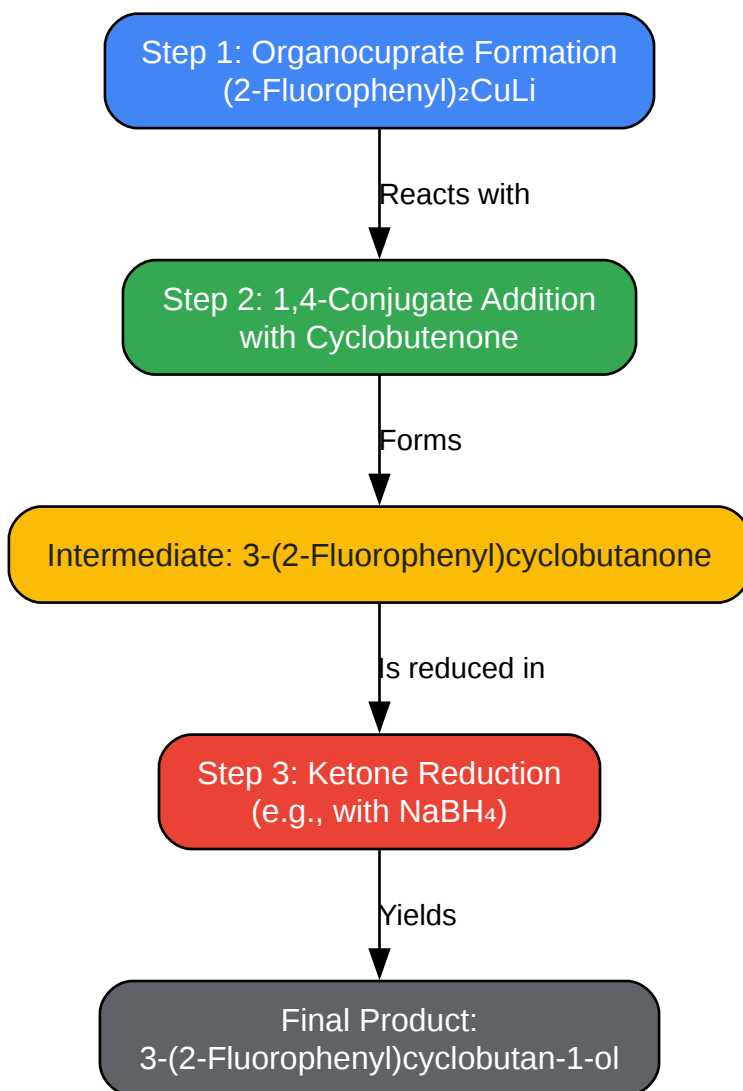 Step 1: Organocuprate Formation
(2-Fluorophenyl)₂CuLi
Reacts with
Step 2: 1,4-Conjugate Addition
with Cyclobutenone
Forms
Intermediate: 3-(2-Fluorophenyl)cyclobutanone
Is reduced in
Step 3: Ketone Reduction
(e.g., with NaBH₄)
Yields
Final Product:
3-(2-Fluorophenyl)cyclobutan-1-ol